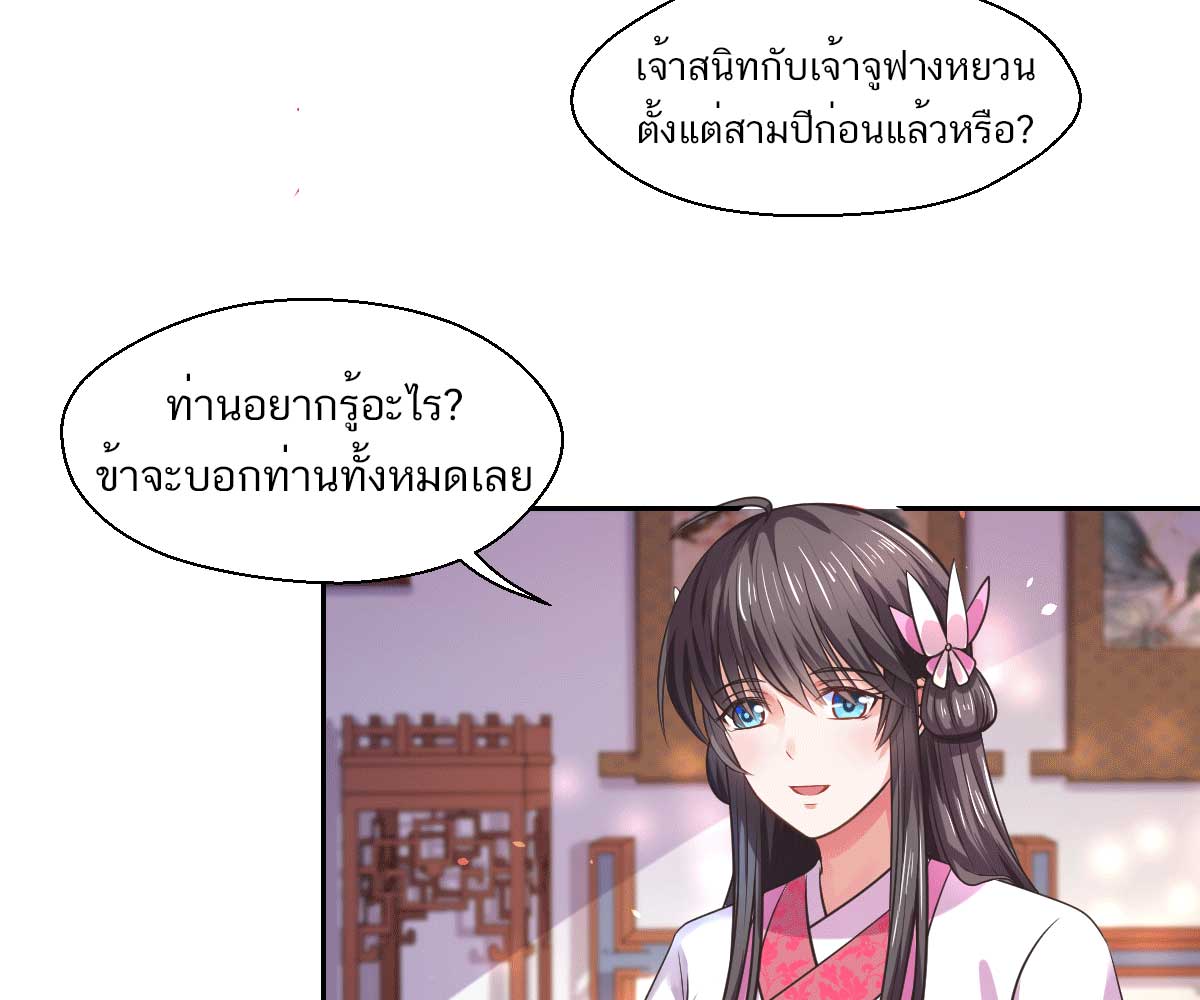 เจ้าสนิทกับเจ้าจูฟางหยวน
ตั้งแต่สามปีก่อนแล้วหรือ?
ท่านอยากรู้อะไร?
ข้าจะบอกท่านทั้งหมดเลย